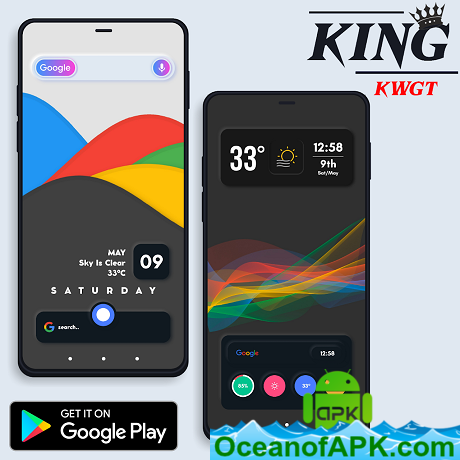 KING
KWGT
Google
MAY
Sky Is Clear
33°C
09
SATURDAY
G search..
33°
12:58
9th
Sat/May
Google
12:58
85%
33°
GET IT ON
Google Play
APK
OceanofAPK.com